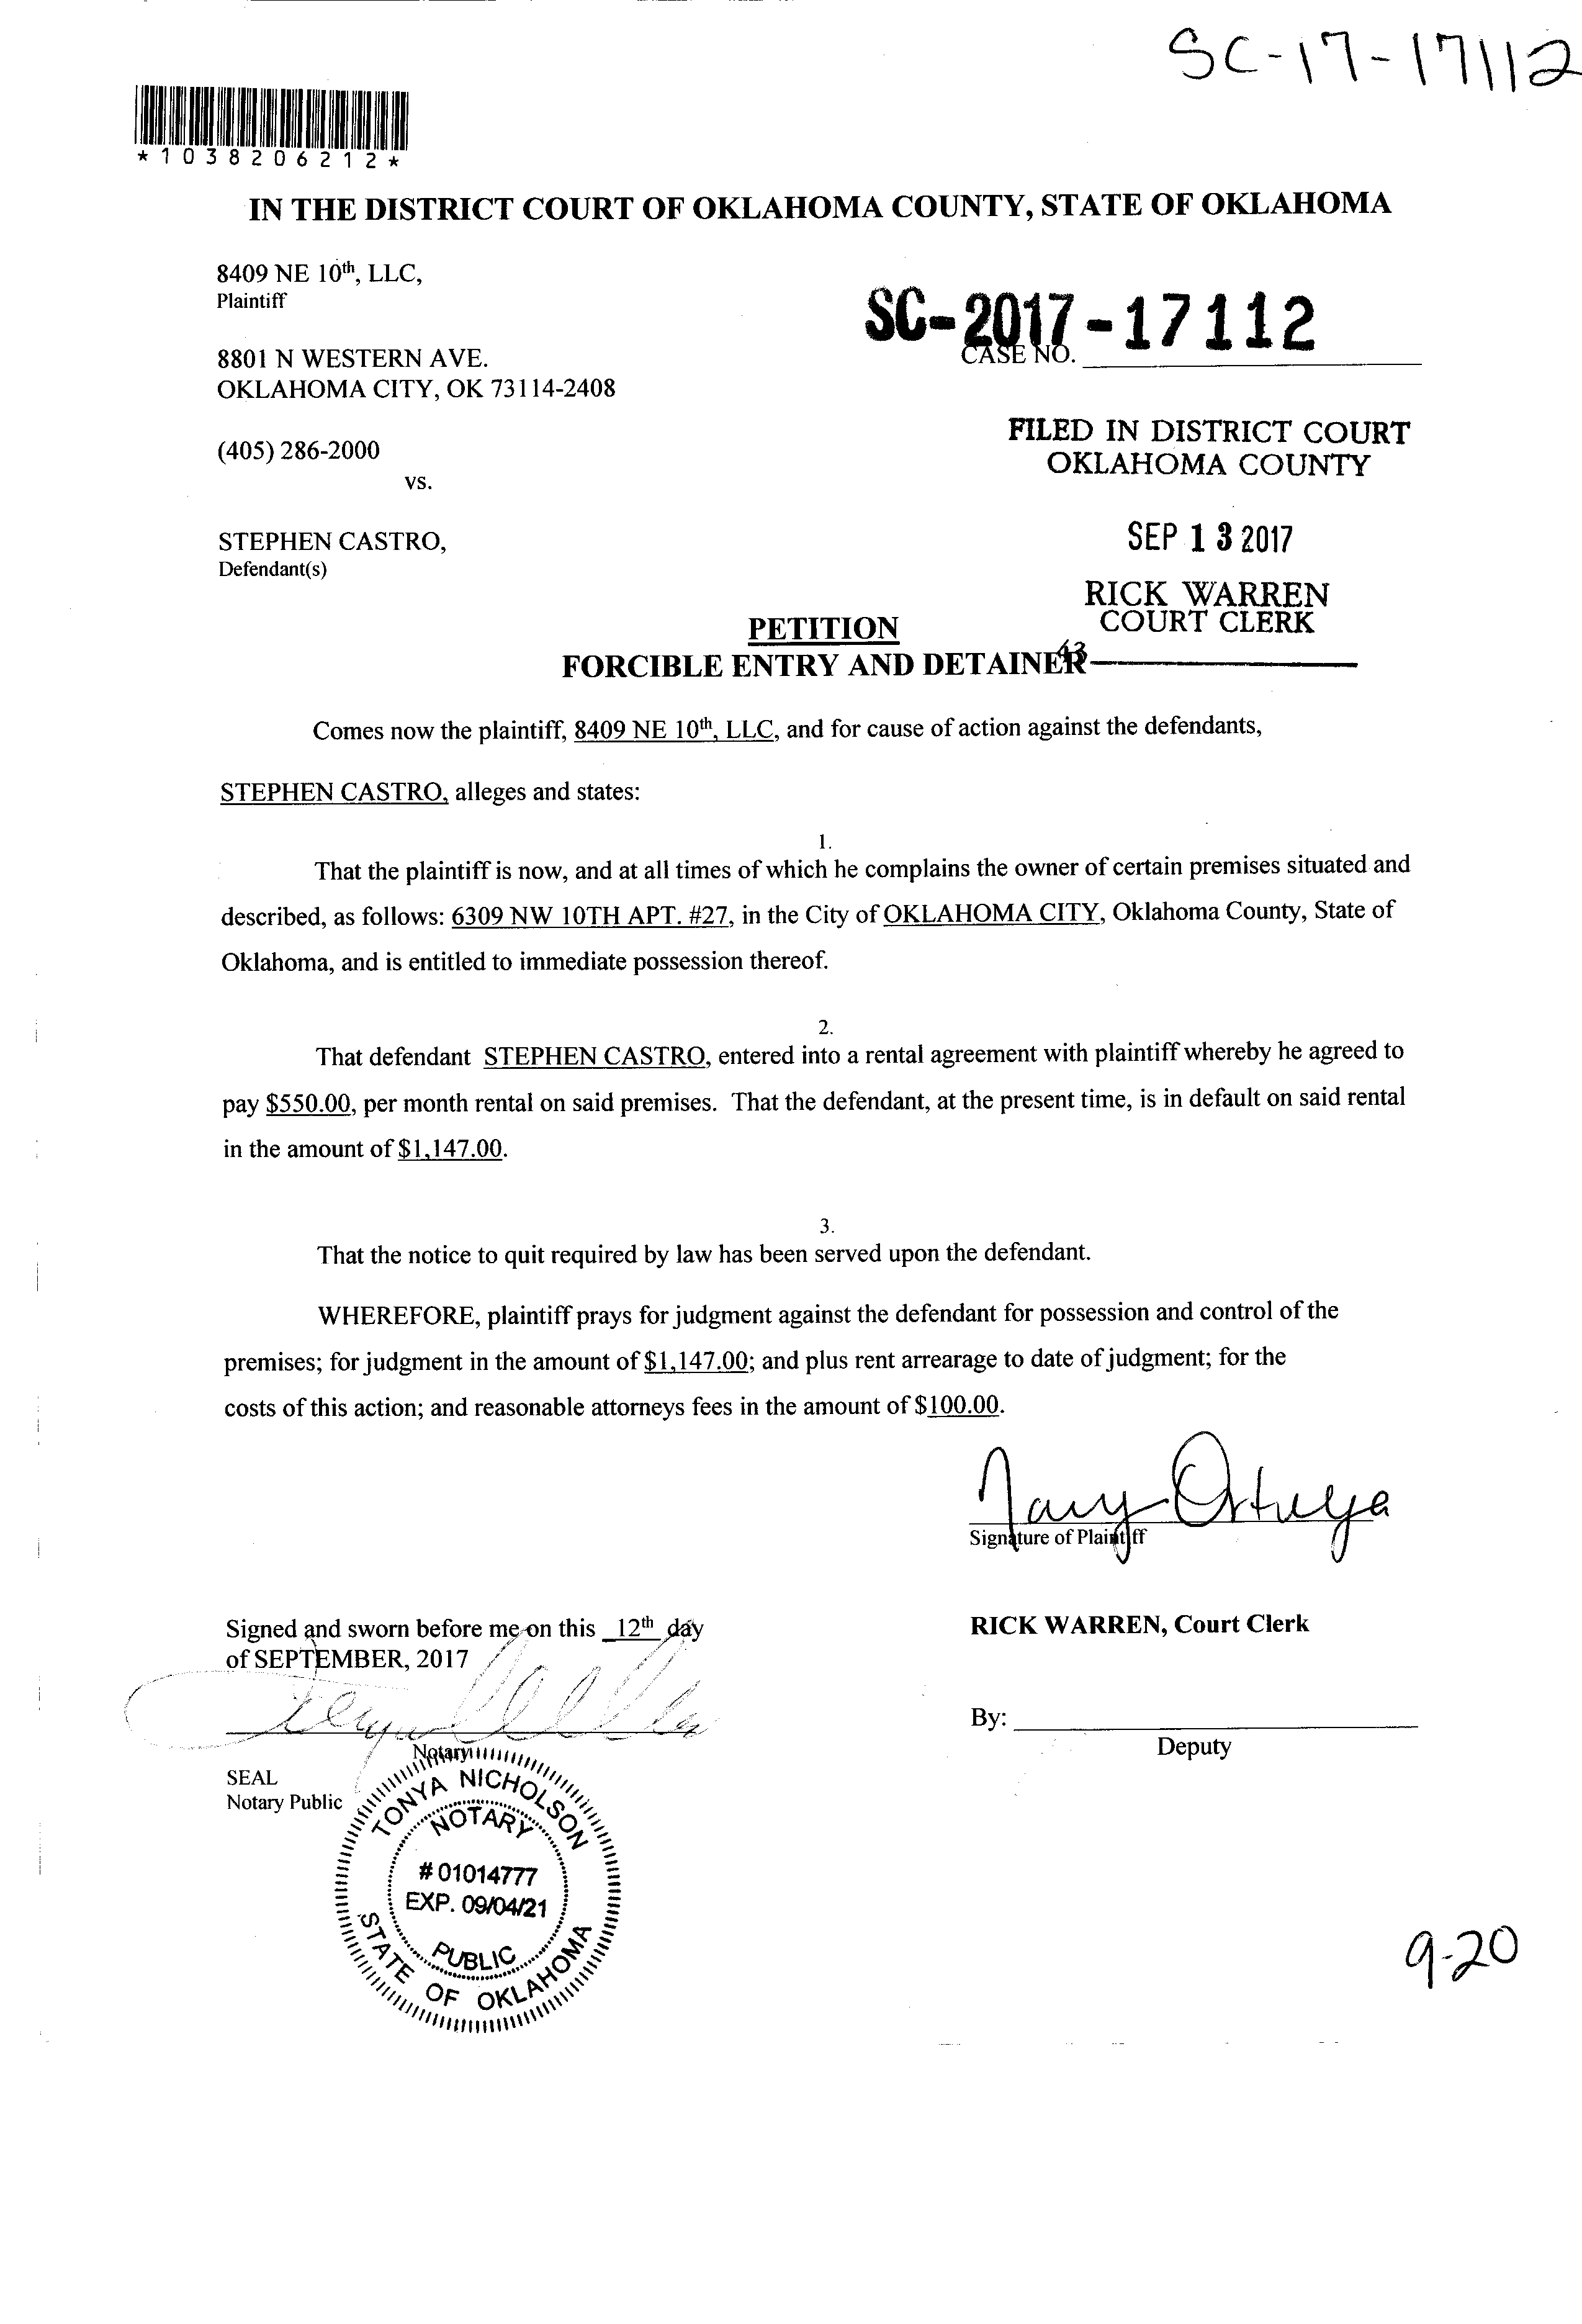 SC-17-17112
*1038206212*
IN THE DISTRICT COURT OF OKLAHOMA COUNTY, STATE OF OKLAHOMA
8409 NE 10th, LLC,
Plaintiff
SC-2017-17112
CASE NO.
8801 N WESTERN AVE.
OKLAHOMA CITY, OK 73114-2408
FILED IN DISTRICT COURT
OKLAHOMA COUNTY
(405) 286-2000
vs.
SEP 13 2017
STEPHEN CASTRO,
Defendant(s)
RICK WARREN
COURT CLERK
43
PETITION
FORCIBLE ENTRY AND DETAINER
Comes now the plaintiff, 8409 NE 10th, LLC, and for cause of action against the defendants,
STEPHEN CASTRO, alleges and states:
1.
That the plaintiff is now, and at all times of which he complains the owner of certain premises situated and
described, as follows: 6309 NW 10TH APT. #27, in the City of OKLAHOMA CITY, Oklahoma County, State of
Oklahoma, and is entitled to immediate possession thereof.
2.
That defendant STEPHEN CASTRO, entered into a rental agreement with plaintiff whereby he agreed to
pay $550.00, per month rental on said premises. That the defendant, at the present time, is in default on said rental
in the amount of $1,147.00.
3.
That the notice to quit required by law has been served upon the defendant.
WHEREFORE, plaintiff prays for judgment against the defendant for possession and control of the
premises; for judgment in the amount of $1,147.00; and plus rent arrearage to date of judgment; for the
costs of this action; and reasonable attorneys fees in the amount of $100.00.
Signature of Plaintiff
Signed and sworn before me on this 12th day
of SEPTEMBER, 2017
RICK WARREN, Court Clerk
By:
Deputy
Notary
SEAL
Notary Public
TONYA NICHOLSON
NOTARY
# 01014777
EXP. 09/04/21
PUBLIC
STATE OF OKLAHOMA
9-20